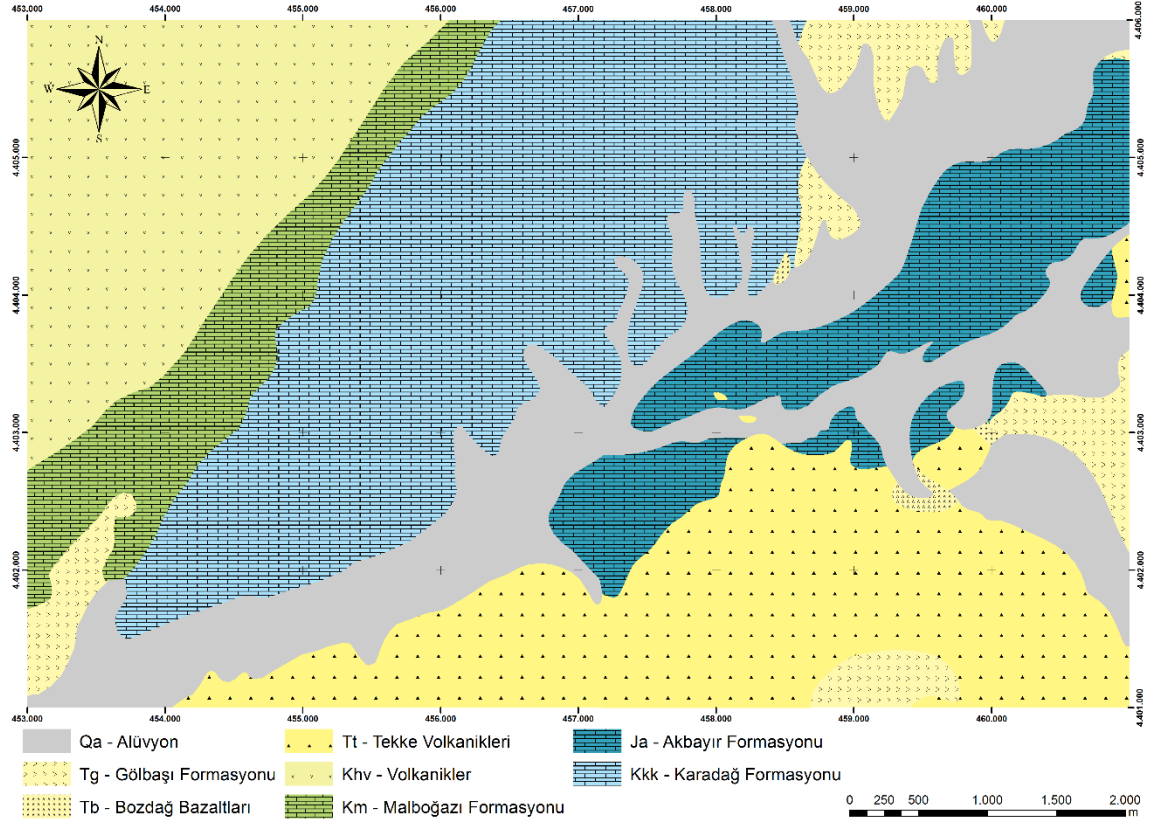 453.000 454.000 455.000 456.000 457.000 458.000 459.000 460.000
4.406.000 4.405.000 4.404.000 4.403.000 4.402.000 4.401.000
N
W E
S
4.405.000 4.404.000 4.403.000 4.402.000
453.000 454.000 455.000 456.000 457.000 458.000 459.000 460.000
Qa - Alüvyon
Tg - Gölbaşı Formasyonu
Tb - Bozdağ Bazaltları
Tt - Tekke Volkanikleri
Khv - Volkanikler
Km - Malboğazı Formasyonu
Ja - Akbayır Formasyonu
Kkk - Karadağ Formasyonu
0 250 500 1.000 1.500 2.000
m